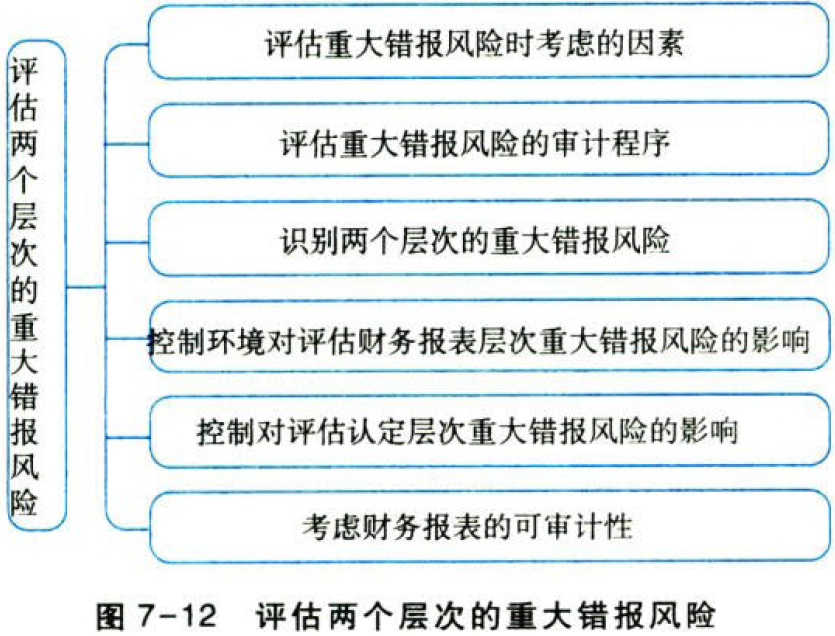 评估两个层次的重大错报风险
评估重大错报风险时考虑的因素
评估重大错报风险的审计程序
识别两个层次的重大错报风险
控制环境对评估财务报表层次重大错报风险的影响
控制对评估认定层次重大错报风险的影响
考虑财务报表的可审计性
图 7-12 评估两个层次的重大错报风险